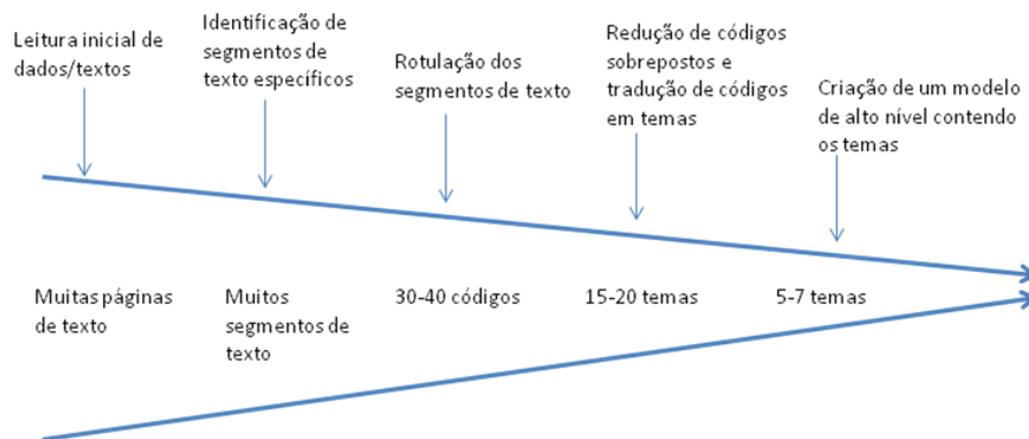 Leitura inicial de
dados/textos
Identificação de
segmentos de
texto específicos
Rotulação dos
segmentos de texto
Redução de códigos
sobrepostos e
tradução de códigos
em temas
Criação de um modelo
de alto nível contendo
os temas
Muitas páginas
de texto
Muitos
segmentos de
texto
30-40 códigos
15-20 temas
5-7 temas